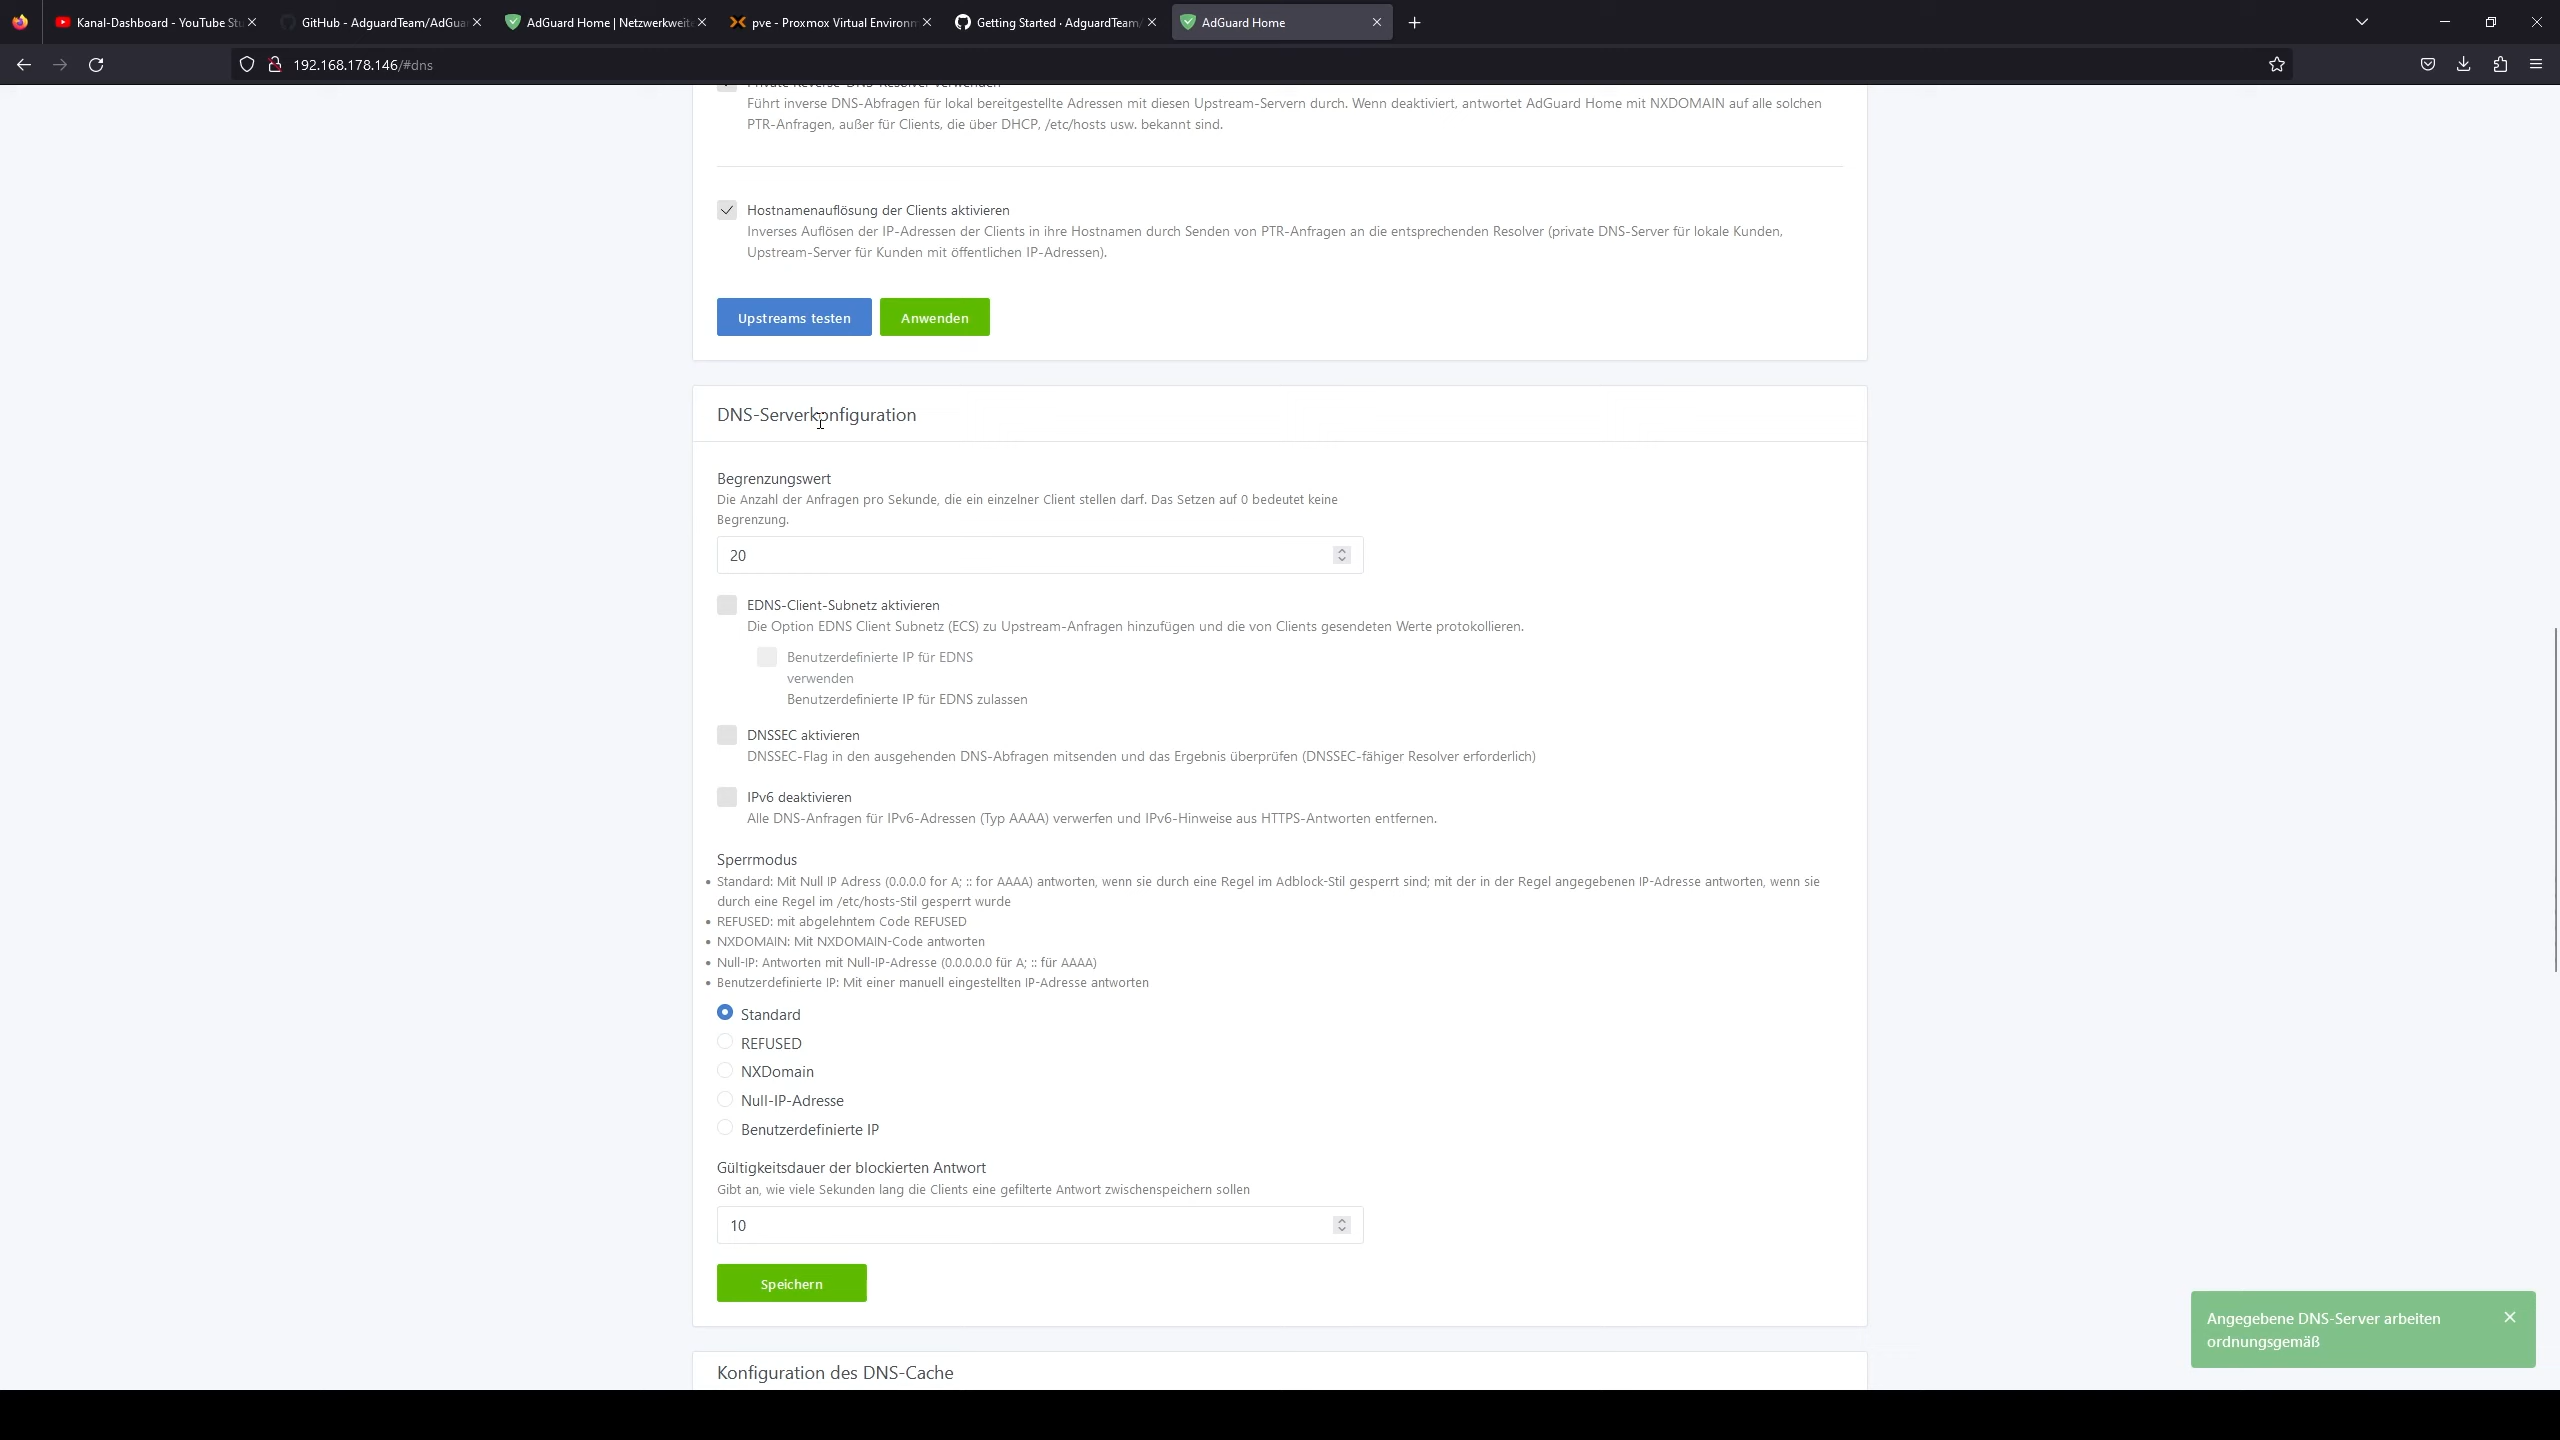 Kanal-Dashboard - YouTube Stu
GitHub - AdguardTeam/AdGua
AdGuard Home | Netzwerkweit
pve - Proxmox Virtual Environm
Getting Started · AdguardTeam/
AdGuard Home
192.168.178.146/#dns
Private Reverse-DNS-Resolver verwenden
Führt inverse DNS-Abfragen für lokal bereitgestellte Adressen mit diesen Upstream-Servern durch. Wenn deaktiviert, antwortet AdGuard Home mit NXDOMAIN auf alle solchen
PTR-Anfragen, außer für Clients, die über DHCP, /etc/hosts usw. bekannt sind.
Hostnamenauflösung der Clients aktivieren
Inverses Auflösen der IP-Adressen der Clients in ihre Hostnamen durch Senden von PTR-Anfragen an die entsprechenden Resolver (private DNS-Server für lokale Kunden,
Upstream-Server für Kunden mit öffentlichen IP-Adressen).
Upstreams testen
Anwenden
DNS-Serverkonfiguration
Begrenzungswert
Die Anzahl der Anfragen pro Sekunde, die ein einzelner Client stellen darf. Das Setzen auf 0 bedeutet keine
Begrenzung.
20
EDNS-Client-Subnetz aktivieren
Die Option EDNS Client Subnetz (ECS) zu Upstream-Anfragen hinzufügen und die von Clients gesendeten Werte protokollieren.
Benutzerdefinierte IP für EDNS
verwenden
Benutzerdefinierte IP für EDNS zulassen
DNSSEC aktivieren
DNSSEC-Flag in den ausgehenden DNS-Abfragen mitsenden und das Ergebnis überprüfen (DNSSEC-fähiger Resolver erforderlich)
IPv6 deaktivieren
Alle DNS-Anfragen für IPv6-Adressen (Typ AAAA) verwerfen und IPv6-Hinweise aus HTTPS-Antworten entfernen.
Sperrmodus
• Standard: Mit Null IP Adress (0.0.0.0 for A; :: for AAAA) antworten, wenn sie durch eine Regel im Adblock-Stil gesperrt sind; mit der in der Regel angegebenen IP-Adresse antworten, wenn sie
durch eine Regel im /etc/hosts-Stil gesperrt wurde
• REFUSED: mit abgelehntem Code REFUSED
• NXDOMAIN: Mit NXDOMAIN-Code antworten
• Null-IP: Antworten mit Null-IP-Adresse (0.0.0.0.0 für A; :: für AAAA)
• Benutzerdefinierte IP: Mit einer manuell eingestellten IP-Adresse antworten
Standard
REFUSED
NXDomain
Null-IP-Adresse
Benutzerdefinierte IP
Gültigkeitsdauer der blockierten Antwort
Gibt an, wie viele Sekunden lang die Clients eine gefilterte Antwort zwischenspeichern sollen
10
Speichern
Angegebene DNS-Server arbeiten
ordnungsgemäß
Konfiguration des DNS-Cache